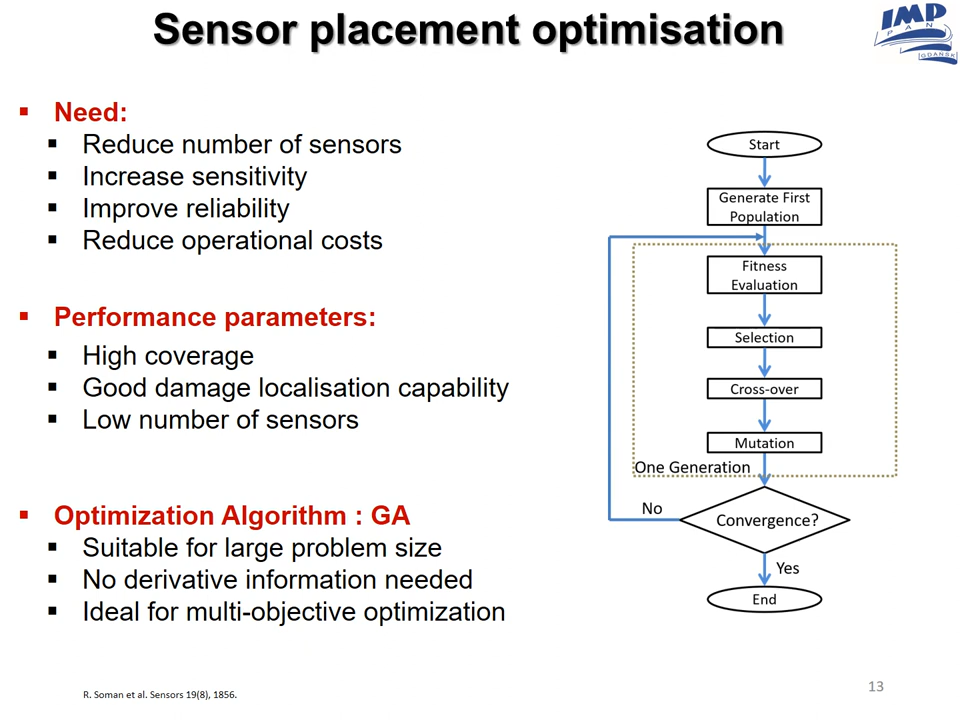 Sensor placement optimisation
IMP
PAN
GDAŃSK
Need:
Reduce number of sensors
Increase sensitivity
Improve reliability
Reduce operational costs
Performance parameters:
High coverage
Good damage localisation capability
Low number of sensors
Optimization Algorithm : GA
Suitable for large problem size
No derivative information needed
Ideal for multi-objective optimization
Start
Generate First
Population
Fitness
Evaluation
Selection
Cross-over
Mutation
One Generation
No
Convergence?
Yes
End
R. Soman et al. Sensors 19(8), 1856.
13